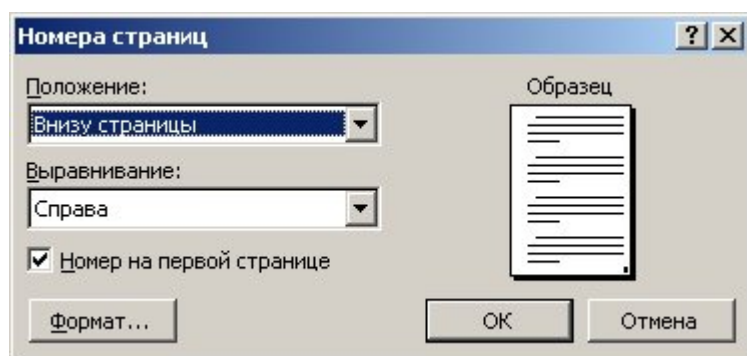 Номера страниц
Положение:
Внизу страницы
Выравнивание:
Справа
Номер на первой странице
Формат...
Образец
ОК
Отмена